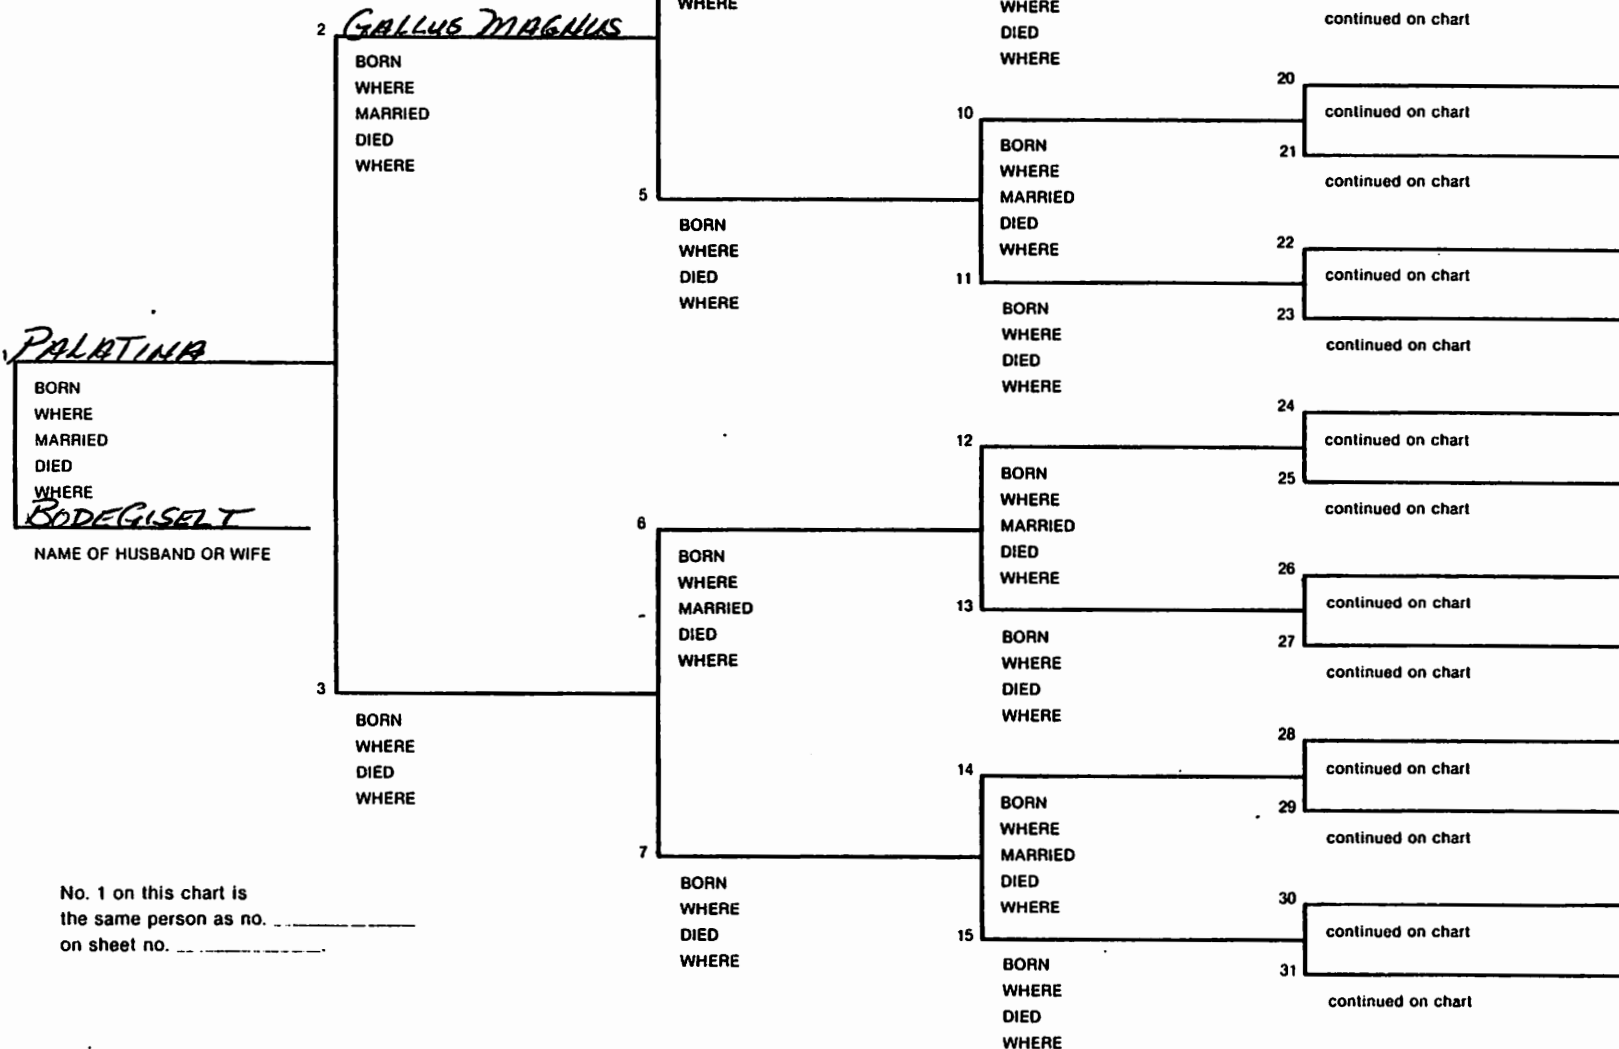 WHERE
WHERE
DIED
WHERE
continued on chart
2 GALLUS MAGNUS
BORN
WHERE
MARRIED
DIED
WHERE
20
continued on chart
21
continued on chart
10
BORN
WHERE
MARRIED
DIED
WHERE
5
BORN
WHERE
DIED
WHERE
22
continued on chart
23
continued on chart
11
BORN
WHERE
DIED
WHERE
1 PALATINA
BORN
WHERE
MARRIED
DIED
WHERE
BODEGISELT
NAME OF HUSBAND OR WIFE
24
continued on chart
25
continued on chart
12
BORN
WHERE
MARRIED
DIED
WHERE
6
BORN
WHERE
MARRIED
DIED
WHERE
26
continued on chart
27
continued on chart
13
BORN
WHERE
DIED
WHERE
3
BORN
WHERE
DIED
WHERE
28
continued on chart
29
continued on chart
14
BORN
WHERE
MARRIED
DIED
WHERE
7
BORN
WHERE
DIED
WHERE
30
continued on chart
31
continued on chart
15
BORN
WHERE
DIED
WHERE
No. 1 on this chart is
the same person as no.
on sheet no. .